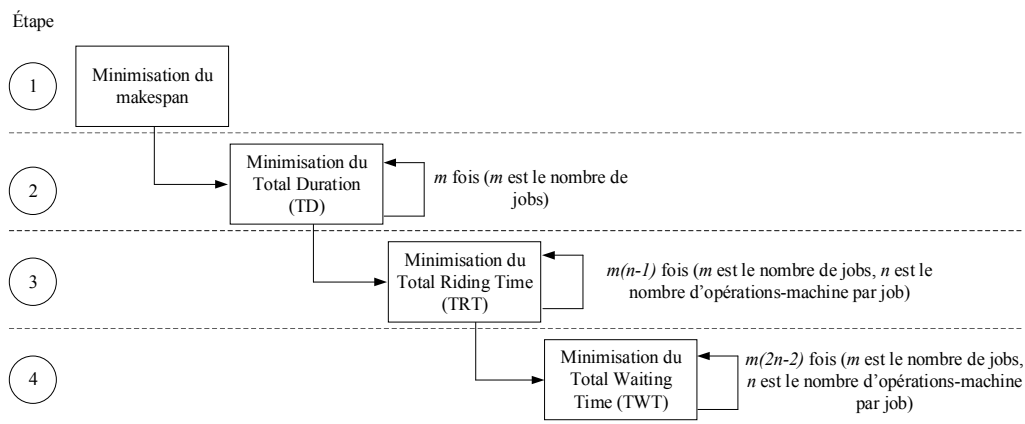 Étape
1
Minimisation du
makespan
2
Minimisation du
Total Duration
(TD)
m fois (m est le nombre de
jobs)
3
Minimisation du
Total Riding Time
(TRT)
m(n-1) fois (m est le nombre de jobs, n est le
nombre d'opérations-machine par job)
4
Minimisation du
Total Waiting
Time (TWT)
m(2n-2) fois (m est le nombre de jobs,
n est le nombre d'opérations-machine
par job)